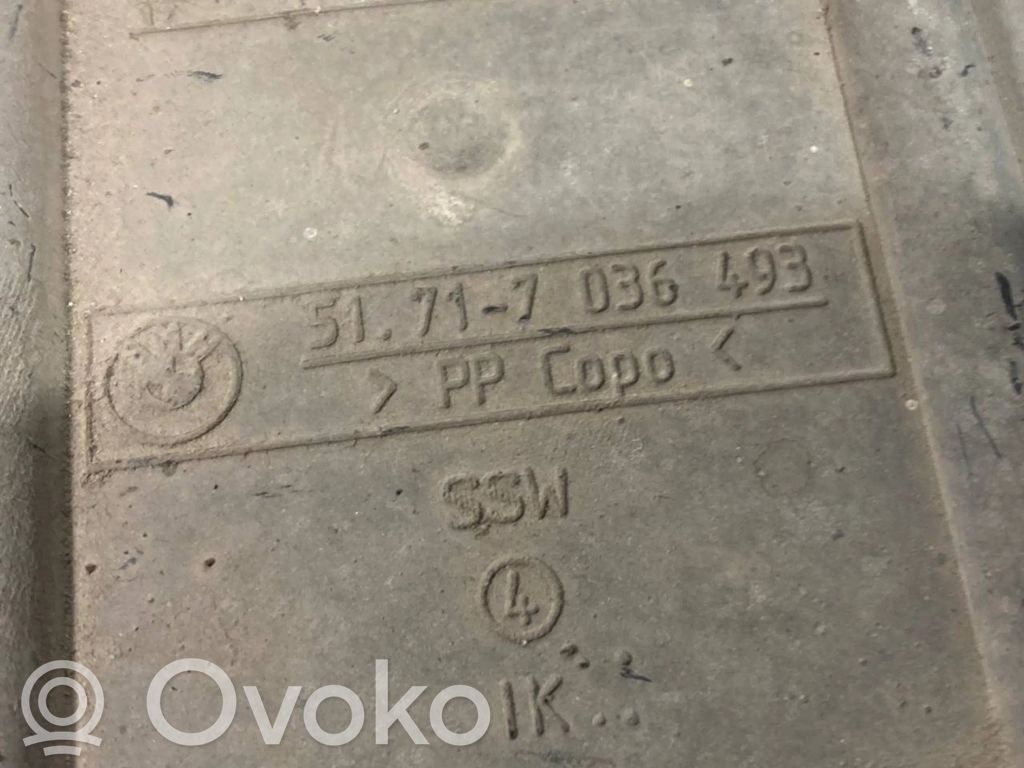 51.71-7 036 493
> PP Copo <
SSW
4
IK..
Ovoko